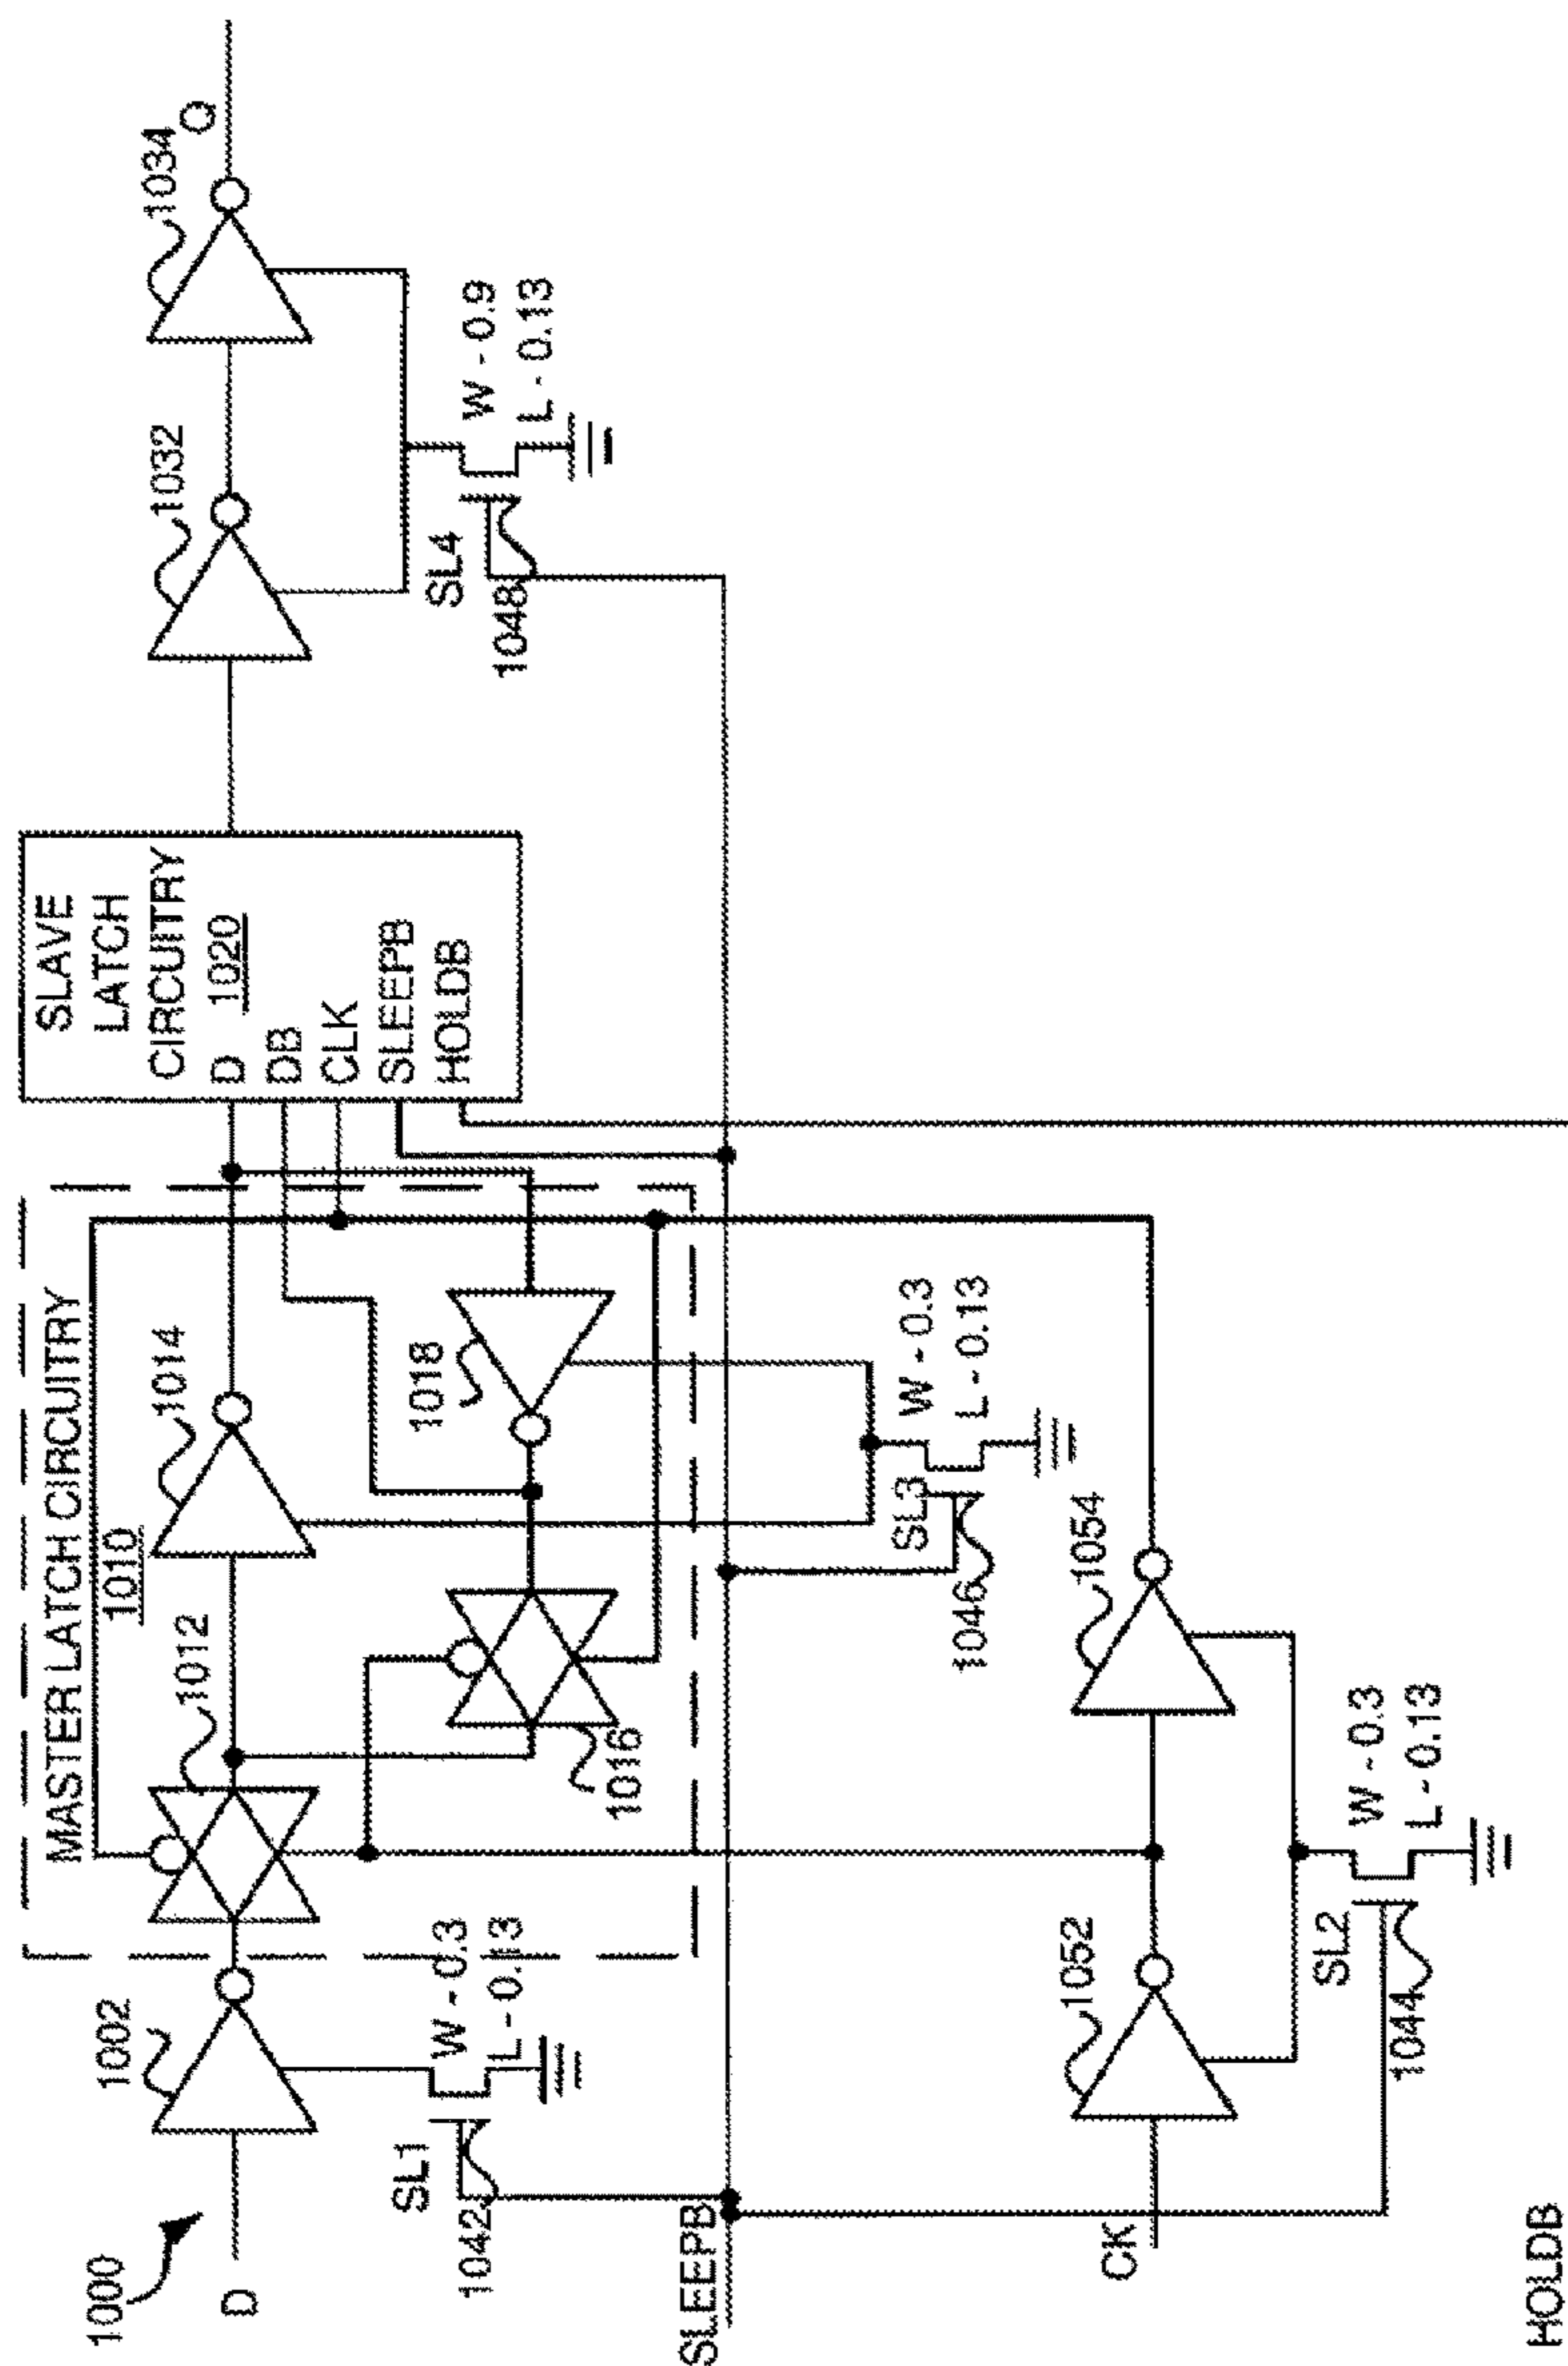 1000
D
1002
SL1
1042
W - 0.3
L - 0.13
MASTER LATCH CIRCUITRY
1010
1012
1014
1016
1018
SLAVE
LATCH
CIRCUITRY
D 1020
DB
CLK
SLEEPB
HOLDB
1032
1034
Q
SL4
1048
W - 0.9
L - 0.13
SLEEPB
SL3
1046
W - 0.3
L - 0.13
CK
1052
1054
SL2
1044
W - 0.3
L - 0.13
HOLDB